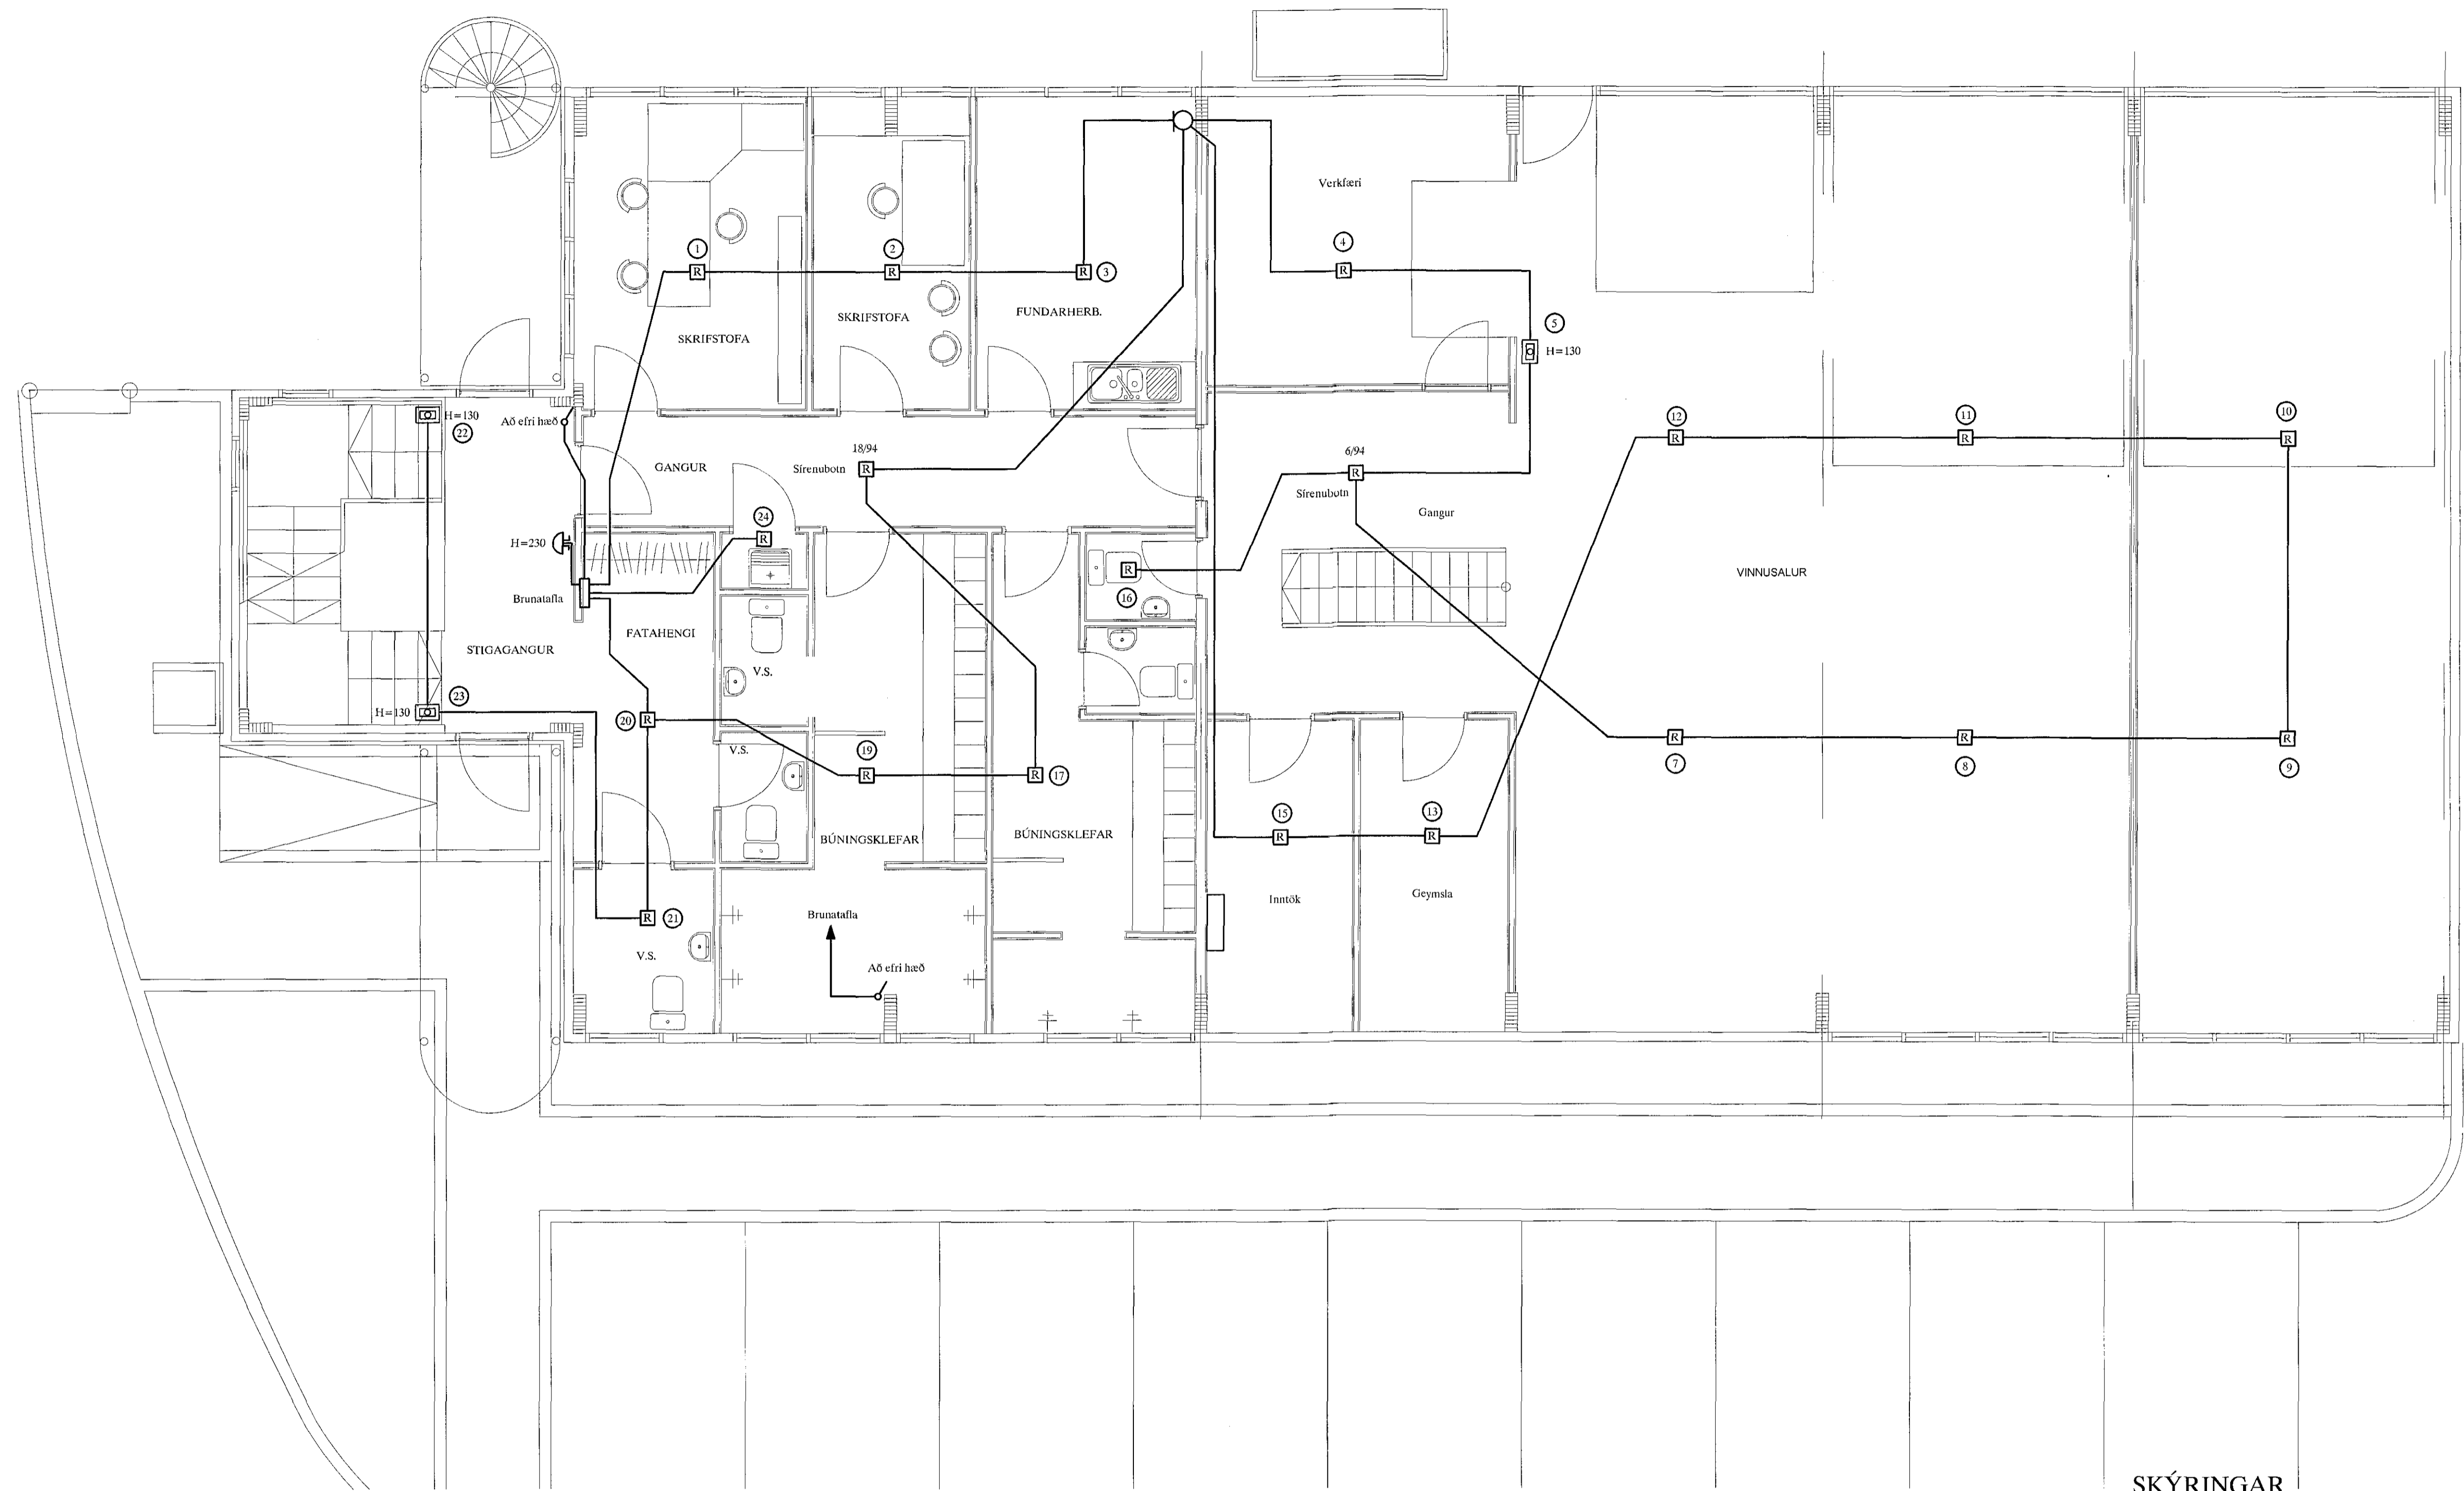 Verkfæri
1
2
4
R
R
R
3
R
SKRIFSTOFA
SKRIFSTOFA
FUNDARHERB.
5
H=130
H=130
22
Að efri hæð
12
11
10
R
R
R
GANGUR
18/94
Sírenubotn
R
6/94
R
Sírenubotn
Gangur
24
R
H=230
Brunatafla
R
16
VINNUSALUR
FATAHENGI
STIGAGANGUR
V.S.
23
H=130
20
R
V.S.
19
R
R
17
R
7
R
8
R
9
15
R
13
R
BÚNINGSKLEFAR
BÚNINGSKLEFAR
Inntök
Geymsla
R
21
Brunatafla
V.S.
Að efri hæð
SKÝRINGAR